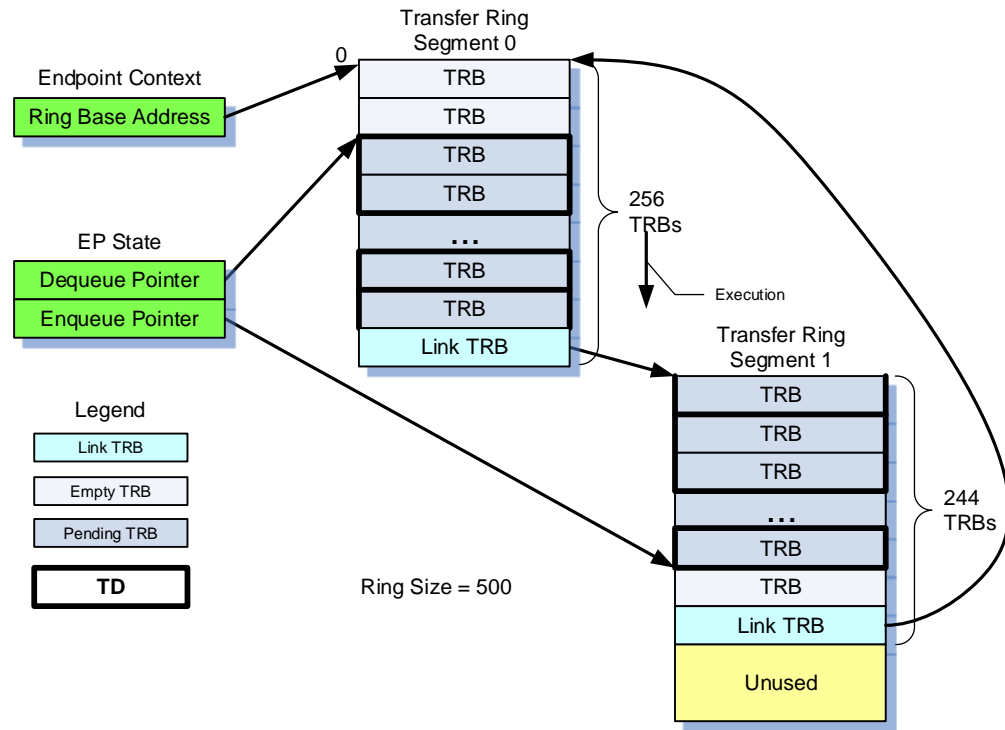 Transfer Ring
Segment 0
0
Endpoint Context
Ring Base Address
TRB
TRB
TRB
TRB
...
TRB
TRB
Link TRB
256
TRBs
Execution
EP State
Dequeue Pointer
Enqueue Pointer
Transfer Ring
Segment 1
TRB
TRB
TRB
...
TRB
TRB
Link TRB
Unused
244
TRBs
Legend
Link TRB
Empty TRB
Pending TRB
TD
Ring Size = 500